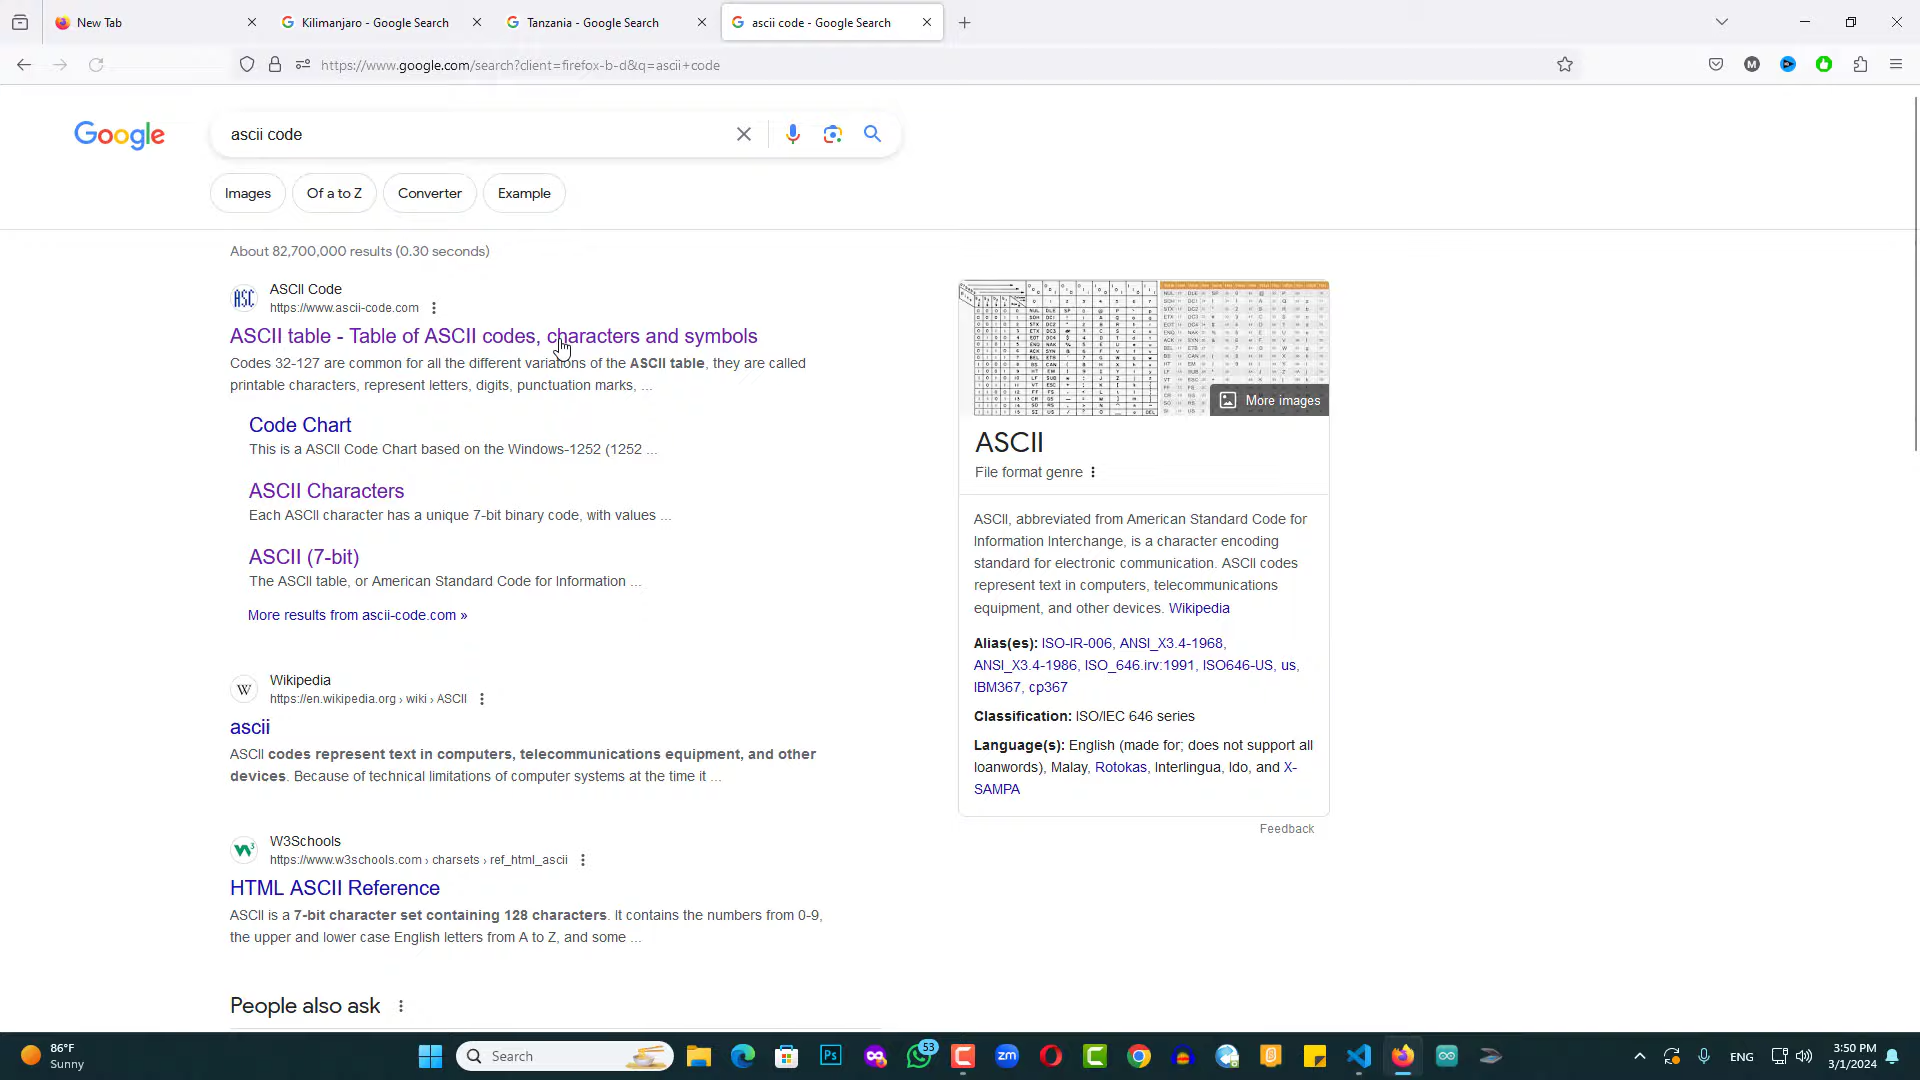 New Tab
Kilimanjaro - Google Search
Tanzania - Google Search
ascii code - Google Search
https://www.google.com/search?client=firefox-b-d&q=ascii+code
M
Google
ascii code
Images
Of a to Z
Converter
Example
About 82,700,000 results (0.30 seconds)
ASC
ASCII Code
https://www.ascii-code.com
ASCII table - Table of ASCII codes, characters and symbols
Codes 32-127 are common for all the different variations of the ASCII table, they are called
printable characters, represent letters, digits, punctuation marks, ...
Code Chart
This is a ASCII Code Chart based on the Windows-1252 (1252 ...
ASCII Characters
Each ASCII character has a unique 7-bit binary code, with values ...
ASCII (7-bit)
The ASCII table, or American Standard Code for Information ...
More results from ascii-code.com »
W
Wikipedia
https://en.wikipedia.org › wiki › ASCII
ascii
ASCII codes represent text in computers, telecommunications equipment, and other
devices. Because of technical limitations of computer systems at the time it ...
W3Schools
https://www.w3schools.com › charsets › ref_html_ascii
HTML ASCII Reference
ASCII is a 7-bit character set containing 128 characters. It contains the numbers from 0-9,
the upper and lower case English letters from A to Z, and some ...
People also ask
More images
ASCII
File format genre
ASCII, abbreviated from American Standard Code for
Information Interchange, is a character encoding
standard for electronic communication. ASCII codes
represent text in computers, telecommunications
equipment, and other devices. Wikipedia
Alias(es): ISO-IR-006, ANSI_X3.4-1968,
ANSI_X3.4-1986, ISO_646.irv:1991, ISO646-US, us,
IBM367, cp367
Classification: ISO/IEC 646 series
Language(s): English (made for; does not support all
loanwords), Malay, Rotokas, Interlingua, Ido, and X-
SAMPA
Feedback
86°F
Sunny
Search
Ps
53
zm
ENG
3:50 PM
3/1/2024